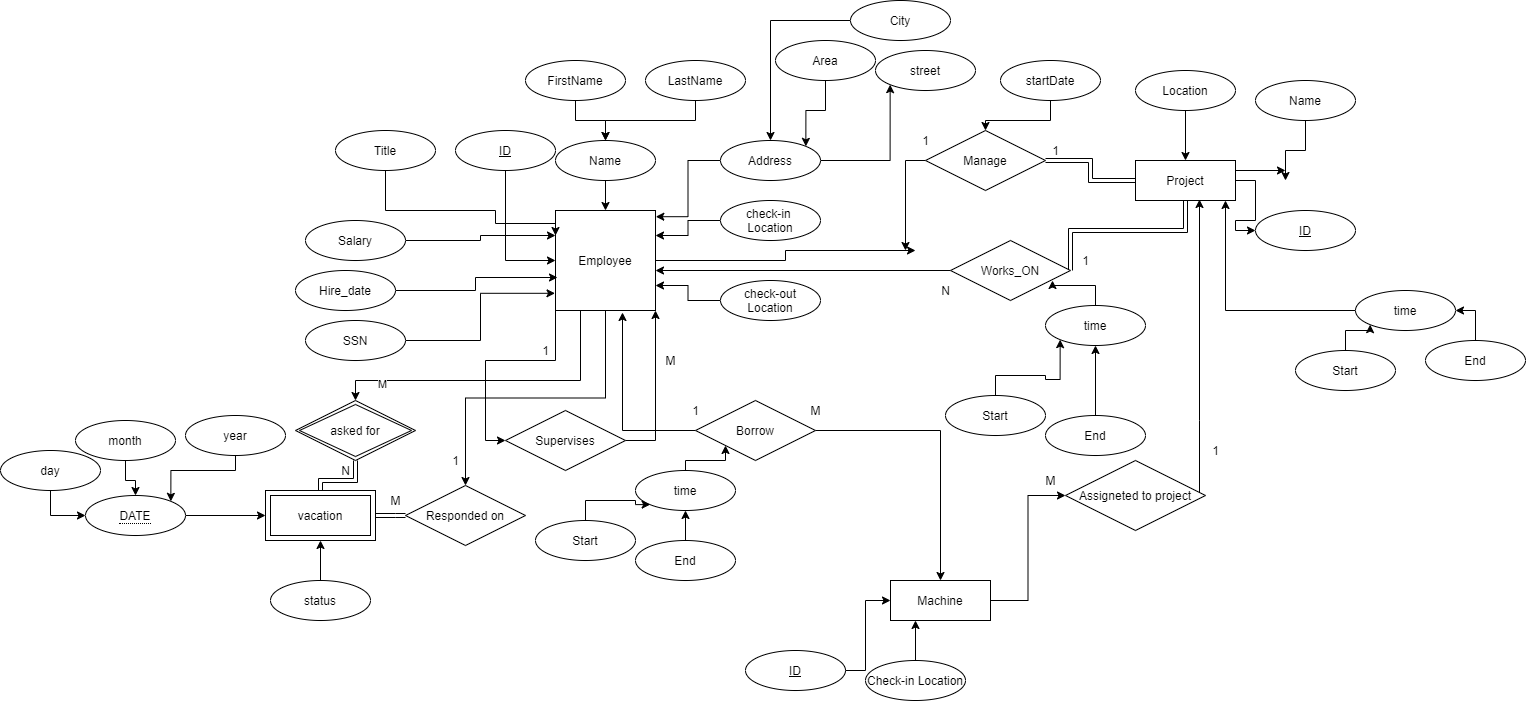 City
Area
street
FirstName
LastName
startDate
Location
Name
Title
ID
Name
Address
1
Manage
1
Project
check-in
Location
Salary
Employee
ID
Works_ON
1
Hire_date
N
check-out
Location
time
time
SSN
1
M
Start
End
Start
End
M
asked for
Supervises
1
Borrow
M
month
year
day
N
1
1
M
time
M
Assigneted to project
DATE
vacation
Responded on
Start
End
status
Machine
ID
Check-in Location